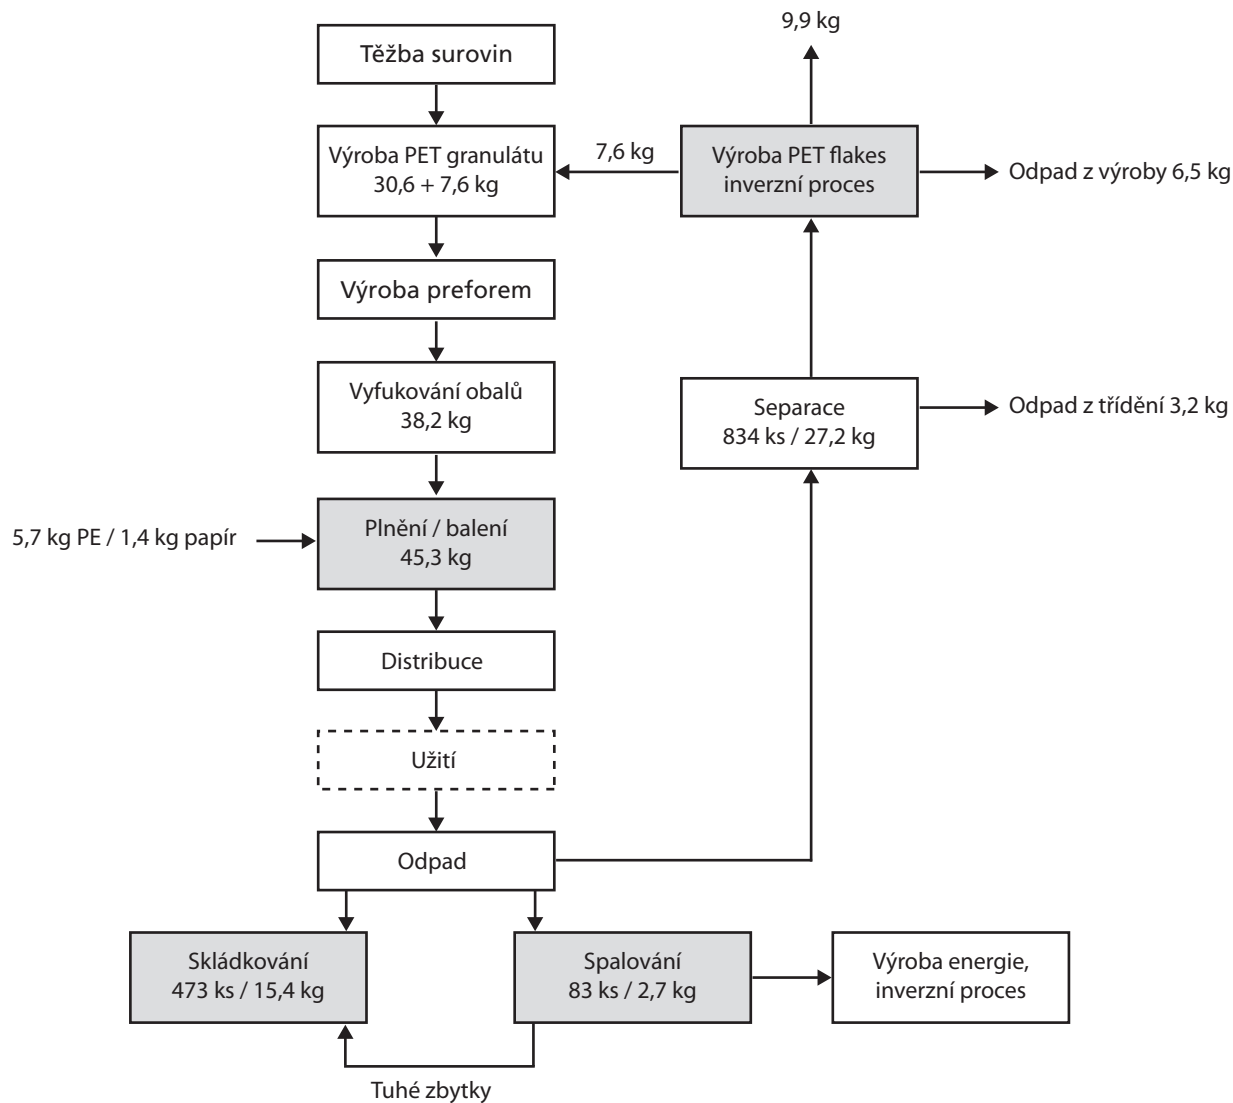 9,9 kg
Těžba surovin
Výroba PET granulátu
30,6 + 7,6 kg
7,6 kg
Výroba PET flakes
inverzní proces
Odpad z výroby 6,5 kg
Výroba preforem
Vyfukování obalů
38,2 kg
Separace
834 ks / 27,2 kg
Odpad z třídění 3,2 kg
5,7 kg PE / 1,4 kg papír
Plnění / balení
45,3 kg
Distribuce
Užití
Odpad
Skládkování
473 ks / 15,4 kg
Spalování
83 ks / 2,7 kg
Výroba energie,
inverzní proces
Tuhé zbytky